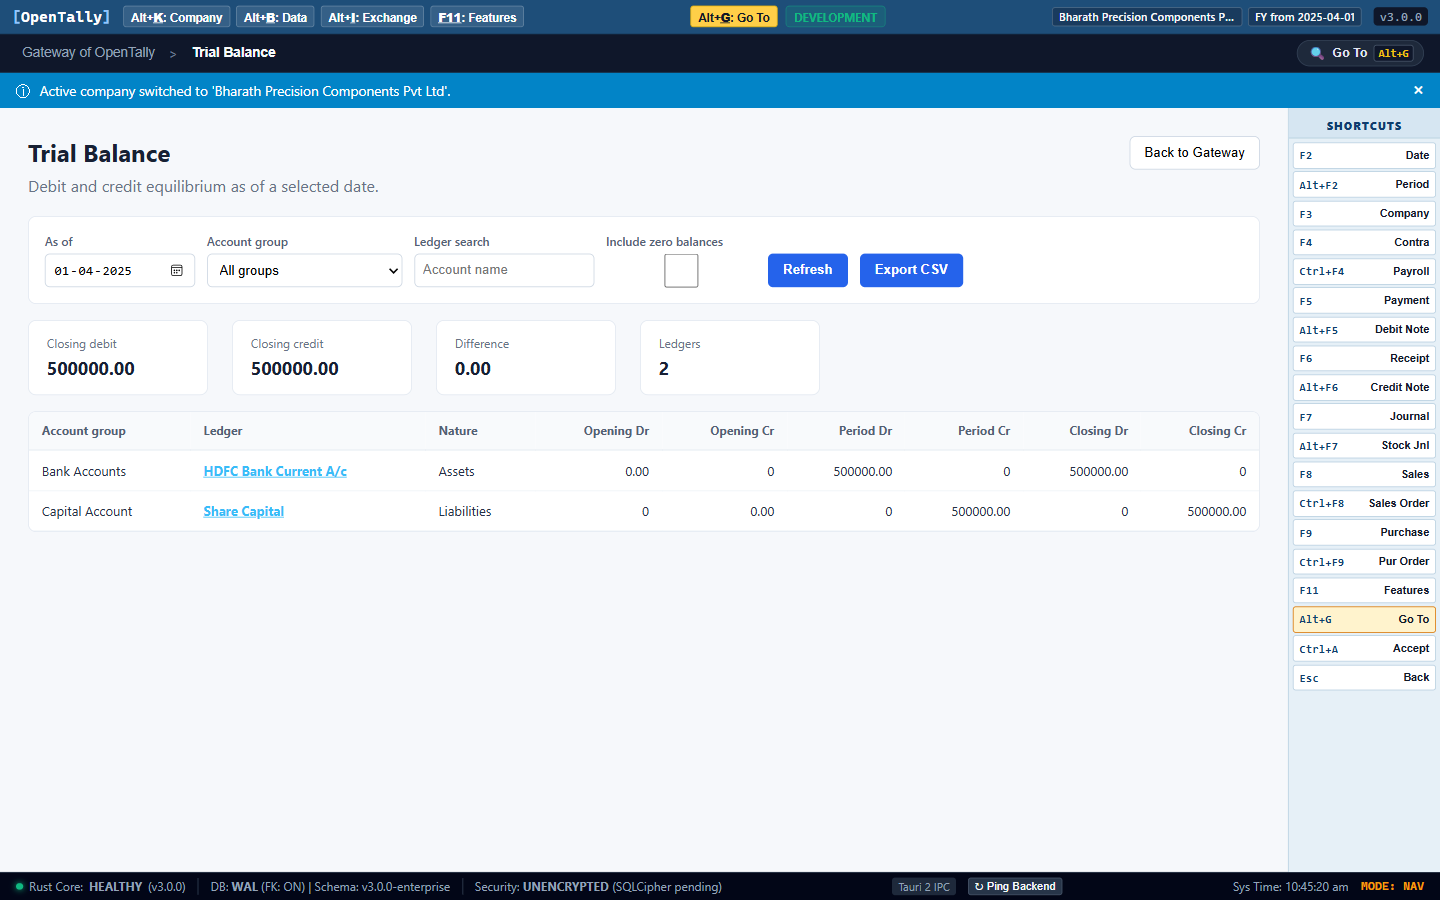 [OpenTally] Alt+K: Company Alt+B: Data Alt+I: Exchange F11: Features Alt+G: Go To DEVELOPMENT Bharath Precision Components P... FY from 2025-04-01 v3.0.0
Gateway of OpenTally > Trial Balance Go To Alt+G
Active company switched to 'Bharath Precision Components Pvt Ltd'. ×
Trial Balance
Debit and credit equilibrium as of a selected date.
Back to Gateway
As of Account group Ledger search Include zero balances
01-04-2025 All groups Account name Refresh Export CSV
Closing debit Closing credit Difference Ledgers
500000.00 500000.00 0.00 2
Account group Ledger Nature Opening Dr Opening Cr Period Dr Period Cr Closing Dr Closing Cr
Bank Accounts HDFC Bank Current A/c Assets 0.00 0 500000.00 0 500000.00 0
Capital Account Share Capital Liabilities 0 0.00 0 500000.00 0 500000.00
SHORTCUTS
F2 Date
Alt+F2 Period
F3 Company
F4 Contra
Ctrl+F4 Payroll
F5 Payment
Alt+F5 Debit Note
F6 Receipt
Alt+F6 Credit Note
F7 Journal
Alt+F7 Stock Jnl
F8 Sales
Ctrl+F8 Sales Order
F9 Purchase
Ctrl+F9 Pur Order
F11 Features
Alt+G Go To
Ctrl+A Accept
Esc Back
Rust Core: HEALTHY (v3.0.0) DB: WAL (FK: ON) | Schema: v3.0.0-enterprise Security: UNENCRYPTED (SQLCipher pending) Tauri 2 IPC ↻ Ping Backend Sys Time: 10:45:20 am MODE: NAV